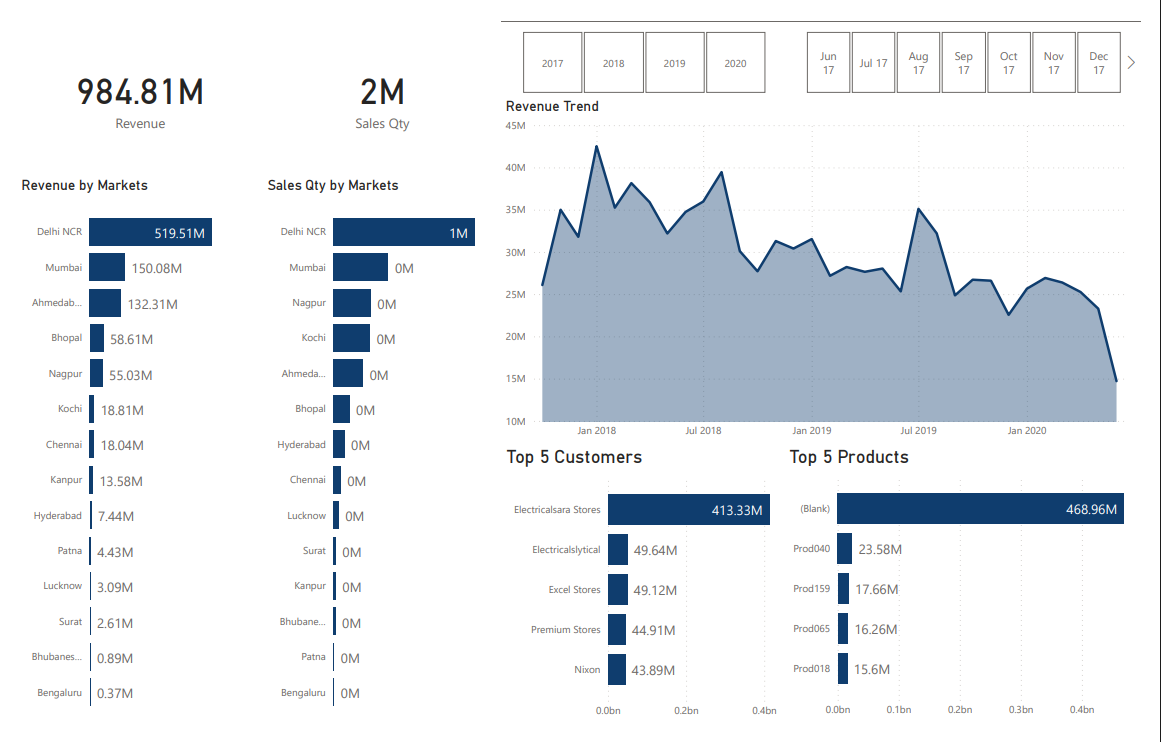 984.81M
Revenue
2M
Sales Qty
2017
2018
2019
2020
Jun
17
Jul 17
Aug
17
Sep
17
Oct
17
Nov
17
Dec
17
Revenue by Markets
Delhi NCR 519.51M
Mumbai 150.08M
Ahmedab... 132.31M
Bhopal 58.61M
Nagpur 55.03M
Kochi 18.81M
Chennai 18.04M
Kanpur 13.58M
Hyderabad 7.44M
Patna 4.43M
Lucknow 3.09M
Surat 2.61M
Bhubanes... 0.89M
Bengaluru 0.37M
Sales Qty by Markets
Delhi NCR 1M
Mumbai 0M
Nagpur 0M
Kochi 0M
Ahmeda... 0M
Bhopal 0M
Hyderabad 0M
Chennai 0M
Lucknow 0M
Surat 0M
Kanpur 0M
Bhubane... 0M
Patna 0M
Bengaluru 0M
Revenue Trend
45M
40M
35M
30M
25M
20M
15M
10M
Jan 2018 Jul 2018 Jan 2019 Jul 2019 Jan 2020
Top 5 Customers
Electricalsara Stores 413.33M
Electricalslytical 49.64M
Excel Stores 49.12M
Premium Stores 44.91M
Nixon 43.89M
0.0bn 0.2bn 0.4bn
Top 5 Products
(Blank) 468.96M
Prod040 23.58M
Prod159 17.66M
Prod065 16.26M
Prod018 15.6M
0.0bn 0.1bn 0.2bn 0.3bn 0.4bn